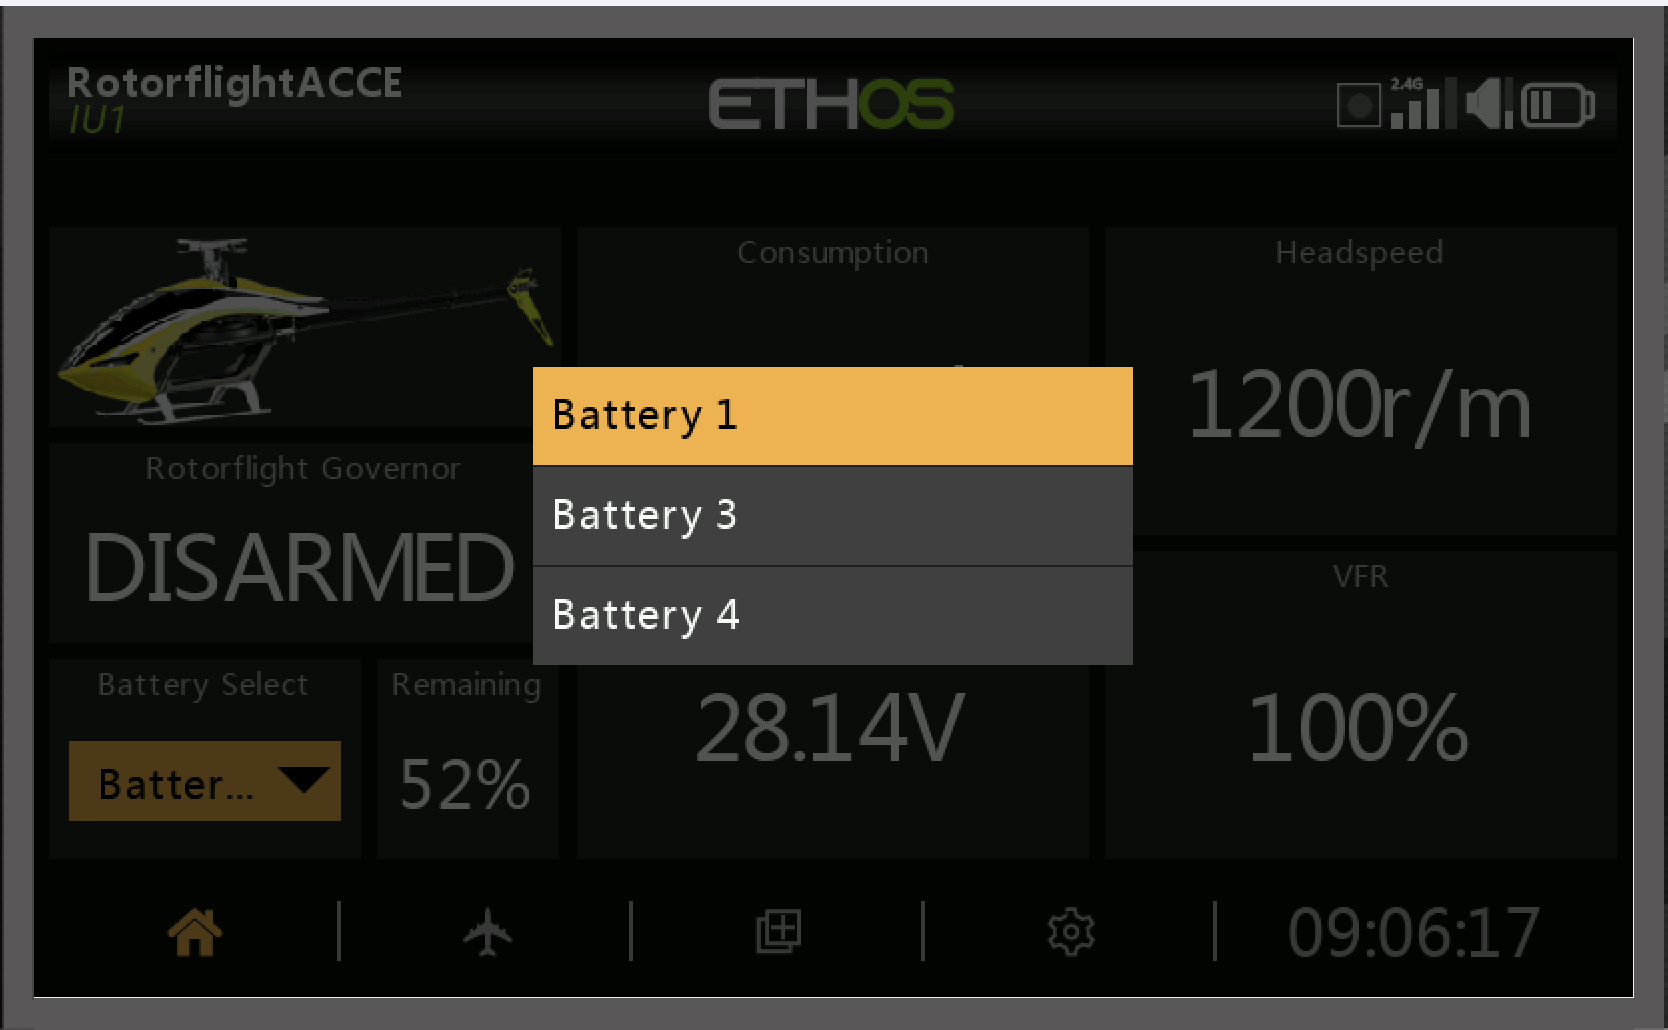 RotorflightACCE
IU1
ETHOS
2.4G
Consumption
Headspeed
1200r/m
Battery 1
Battery 3
Battery 4
Rotorflight Governor
DISARMED
VFR
100%
Battery Select
Batter...
Remaining
52%
28.14V
09:06:17